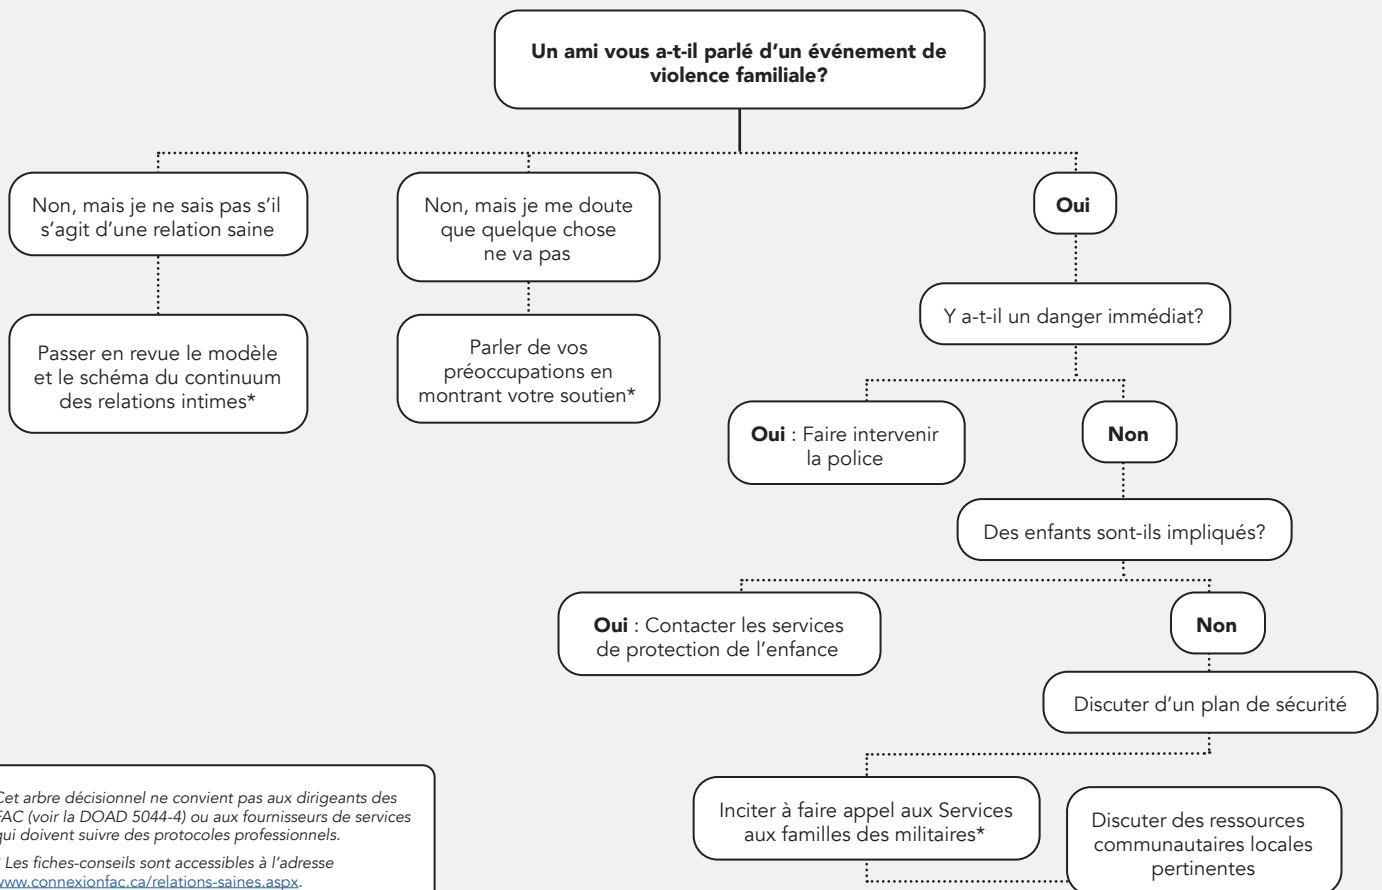 Un ami vous a-t-il parlé d’un événement de
violence familiale?
Non, mais je ne sais pas s’il
s’agit d’une relation saine
Non, mais je me doute
que quelque chose
ne va pas
Oui
Passer en revue le modèle
et le schéma du continuum
des relations intimes*
Parler de vos
préoccupations en
montrant votre soutien*
Y a-t-il un danger immédiat?
Oui : Faire intervenir
la police
Non
Des enfants sont-ils impliqués?
Oui : Contacter les services
de protection de l’enfance
Non
Discuter d’un plan de sécurité
Inciter à faire appel aux Services
aux familles des militaires*
Discuter des ressources
communautaires locales
pertinentes
Cet arbre décisionnel ne convient pas aux dirigeants des
FAC (voir la DOAD 5044-4) ou aux fournisseurs de services
qui doivent suivre des protocoles professionnels.
* Les fiches-conseils sont accessibles à l’adresse
www.connexionfac.ca/relations-saines.aspx.